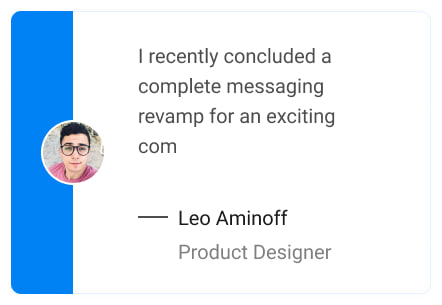 I recently concluded a
complete messaging
revamp for an exciting
com
Leo Aminoff
Product Designer